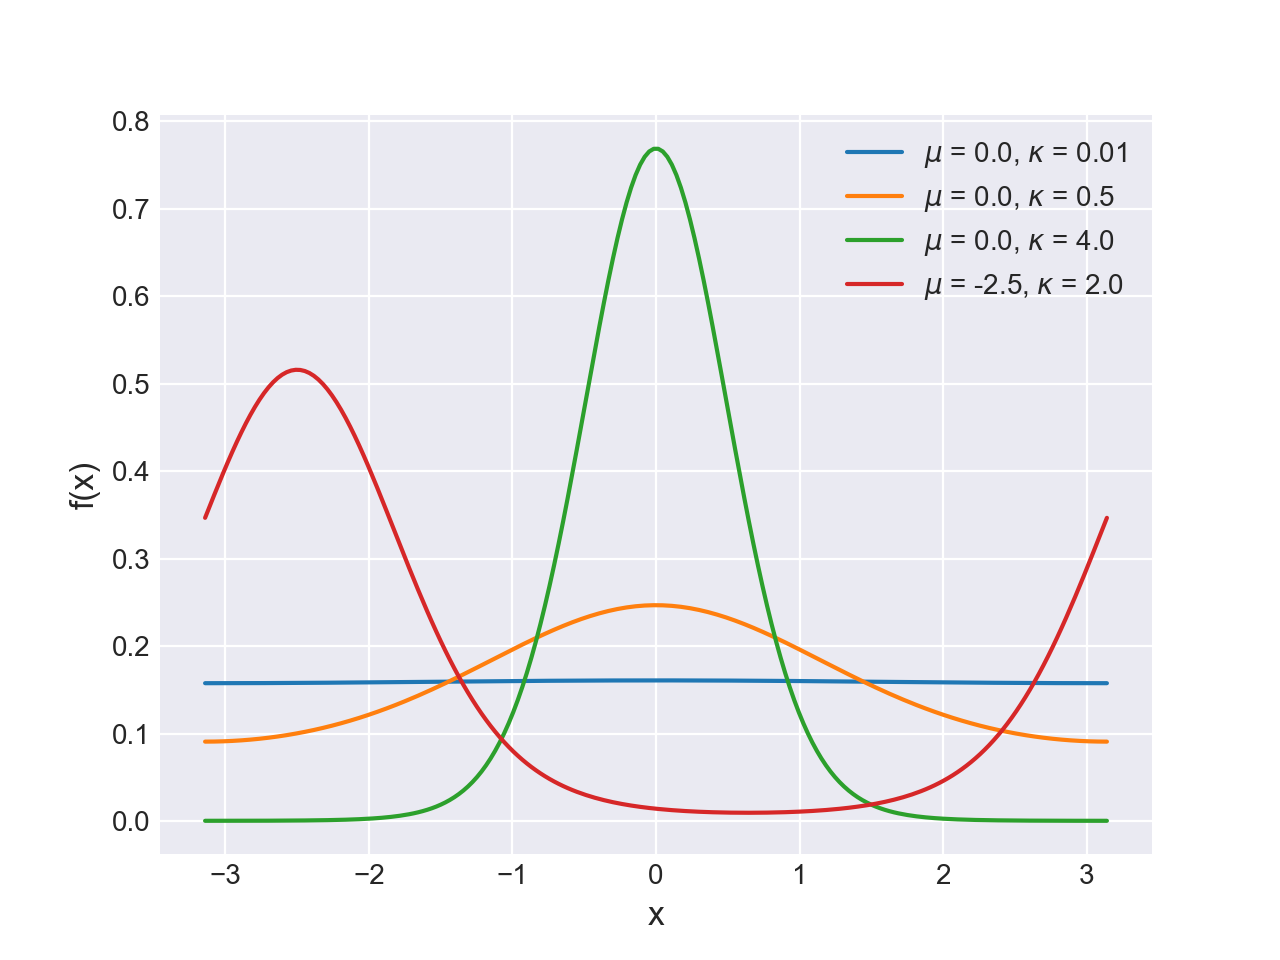 0.8
0.7
0.6
0.5
0.4
0.3
0.2
0.1
0.0
f(x)
μ = 0.0, κ = 0.01
μ = 0.0, κ = 0.5
μ = 0.0, κ = 4.0
μ = -2.5, κ = 2.0
−3 −2 −1 0 1 2 3
x